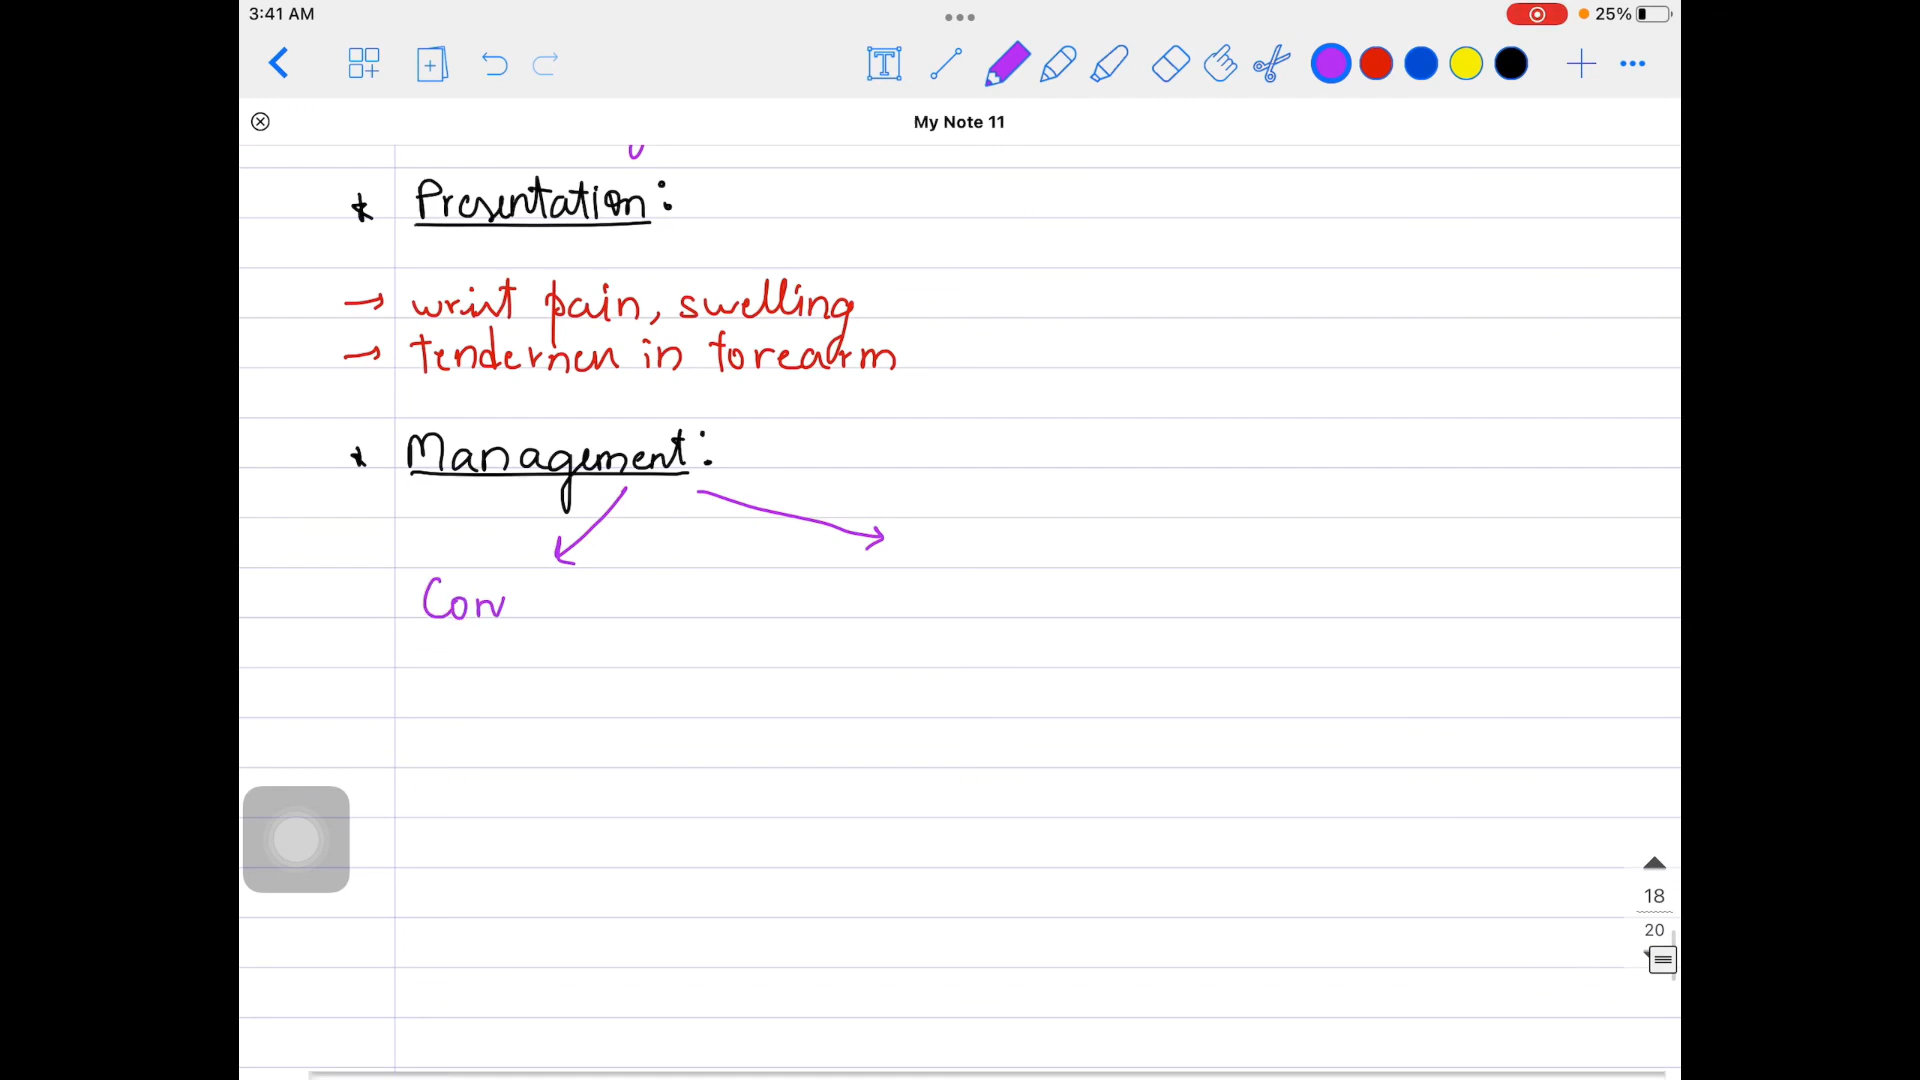 3:41 AM
25%
T
My Note 11
* Presentation:
→ wrist pain, swelling
→ tenderness in forearm
* Management:
Con
18
20